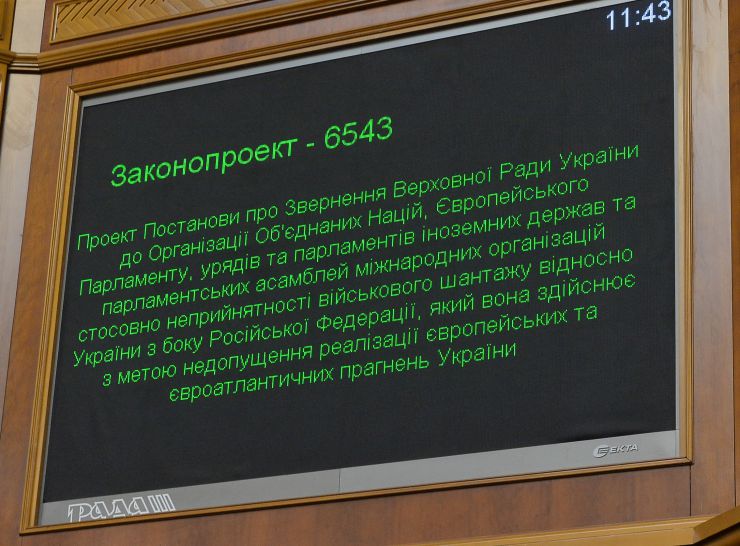 11:43
Законопроект - 6543
Проект Постанови про Звернення Верховної Ради України
до Організації Об'єднаних Націй, Європейського
Парламенту, урядів та парламентів іноземних держав та
парламентських асамблей міжнародних організацій
стосовно неприйнятності військового шантажу відносно
України з боку Російської Федерації, який вона здійснює
з метою недопущення реалізації європейських та
євроатлантичних прагнень України
ЕКТА
РАДА III